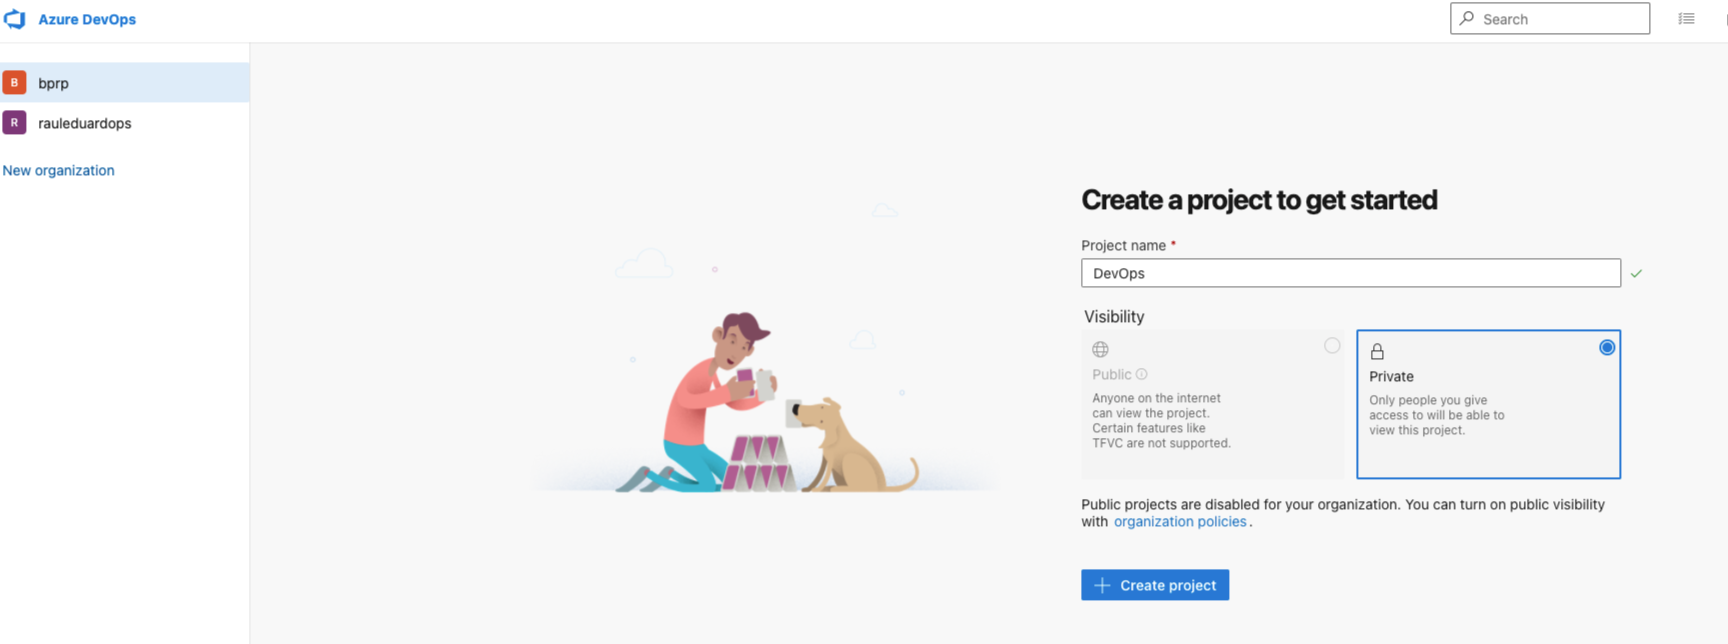 Azure DevOps
Search
B bprp
R rauleduardops
New organization
Create a project to get started
Project name *
DevOps
Visibility
Public
Anyone on the internet
can view the project.
Certain features like
TFVC are not supported.
Private
Only people you give
access to will be able to
view this project.
Public projects are disabled for your organization. You can turn on public visibility
with organization policies.
Create project